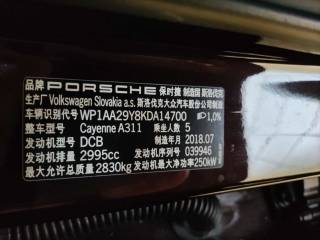 品牌 PORSCHE 保时捷 制造国 斯洛伐克
生产厂 Volkswagen Slovakia a.s. 斯洛伐克大众汽车股份公司制造
车辆识别代号 WP1AA29Y8KDA14700 1,0%
整车型号 Cayenne A311 乘坐人数 5
发动机型号 DCB 制造年月 2018.07
发动机排量 2995cc 发动机号 039946
最大允许总质量 2830kg 发动机最大净功率 250kW